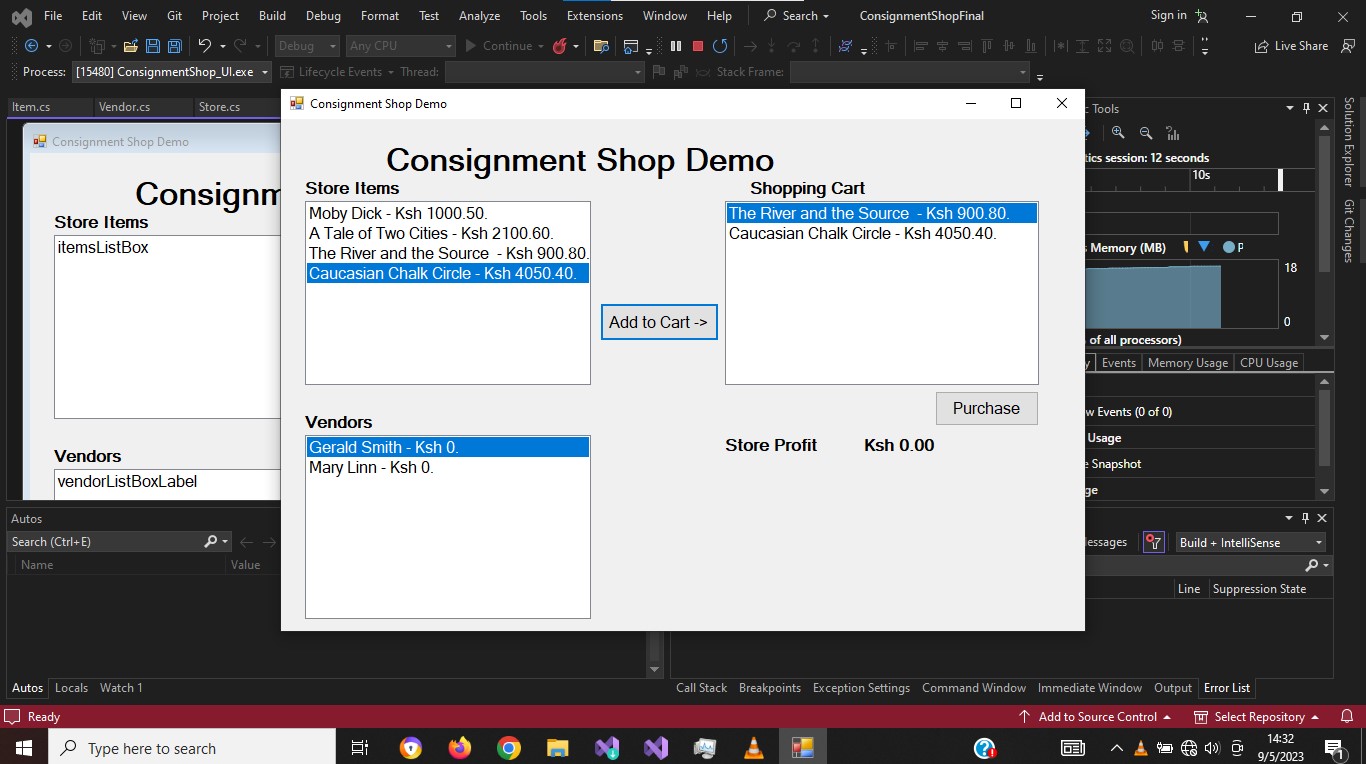 File Edit View Git Project Build Debug Format Test Analyze Tools Extensions Window Help Search ConsignmentShopFinal Sign in
Debug Any CPU Continue Live Share
Process: [15480] ConsignmentShop_UI.exe Lifecycle Events Thread: Stack Frame:
Item.cs Vendor.cs Store.cs
Consignment Shop Demo
Consignm
Store Items
itemsListBox
Vendors
vendorListBoxLabel
Consignment Shop Demo
Consignment Shop Demo
Store Items
Moby Dick - Ksh 1000.50.
A Tale of Two Cities - Ksh 2100.60.
The River and the Source - Ksh 900.80.
Caucasian Chalk Circle - Ksh 4050.40.
Add to Cart ->
Shopping Cart
The River and the Source - Ksh 900.80.
Caucasian Chalk Circle - Ksh 4050.40.
Purchase
Vendors
Gerald Smith - Ksh 0.
Mary Linn - Ksh 0.
Store Profit Ksh 0.00
c Tools
tics session: 12 seconds
10s
s Memory (MB) P
18
0
of all processors)
y Events Memory Usage CPU Usage
w Events (0 of 0)
Usage
e Snapshot
ge
Solution Explorer
Git Changes
Autos
Search (Ctrl+E)
Name Value
essages Build + IntelliSense
Line Suppression State
Autos Locals Watch 1
Call Stack Breakpoints Exception Settings Command Window Immediate Window Output Error List
Ready Add to Source Control Select Repository
Type here to search
14:32
9/5/2023
1